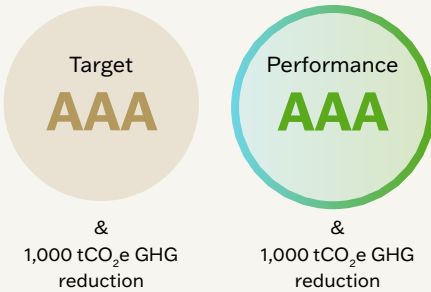 Target
AAA
&
1,000 tCO₂e GHG
reduction
Performance
AAA
&
1,000 tCO₂e GHG
reduction